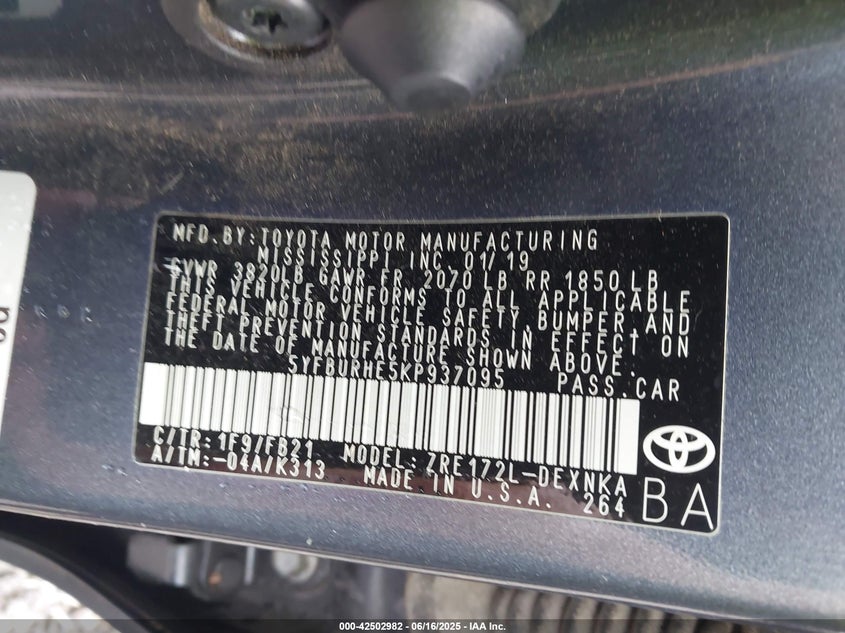 MFD.BY:TOYOTA MOTOR MANUFACTURING
MISSISSIPPI INC. 01/19
GVWR 3820LB GAWR FR 2070 LB RR 1850 LB
THIS VEHICLE CONFORMS TO ALL APPLICABLE
FEDERAL MOTOR VEHICLE SAFETY,BUMPER,AND
THEFT PREVENTION STANDARDS IN EFFECT ON
THE DATE OF MANUFACTURE SHOWN ABOVE.
5YFBURHE5KP937095 PASS.CAR
C/TR:1F9/FB21 MODEL:ZRE172L-DEXNKA
A/TM:-04A/K313 MADE IN U.S.A. 264
BA
000-42502982 - 06/16/2025 - IAA Inc.